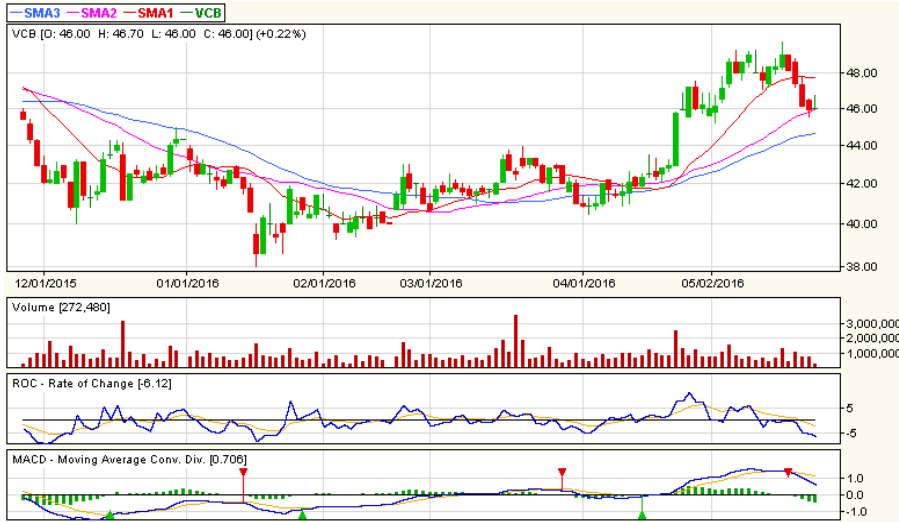 SMA3 SMA2 SMA1 VCB
VCB [O: 46.00 H: 46.70 L: 46.00 C: 46.00] (+0.22%)
48.00
46.00
44.00
42.00
40.00
38.00
12/01/2015 01/01/2016 02/01/2016 03/01/2016 04/01/2016 05/02/2016
Volume [272,480]
3,000,000
2,000,000
1,000,000
ROC - Rate of Change [-6.12]
5
-5
MACD - Moving Average Conv. Div. [0.706]
1.0
0.0
-1.0